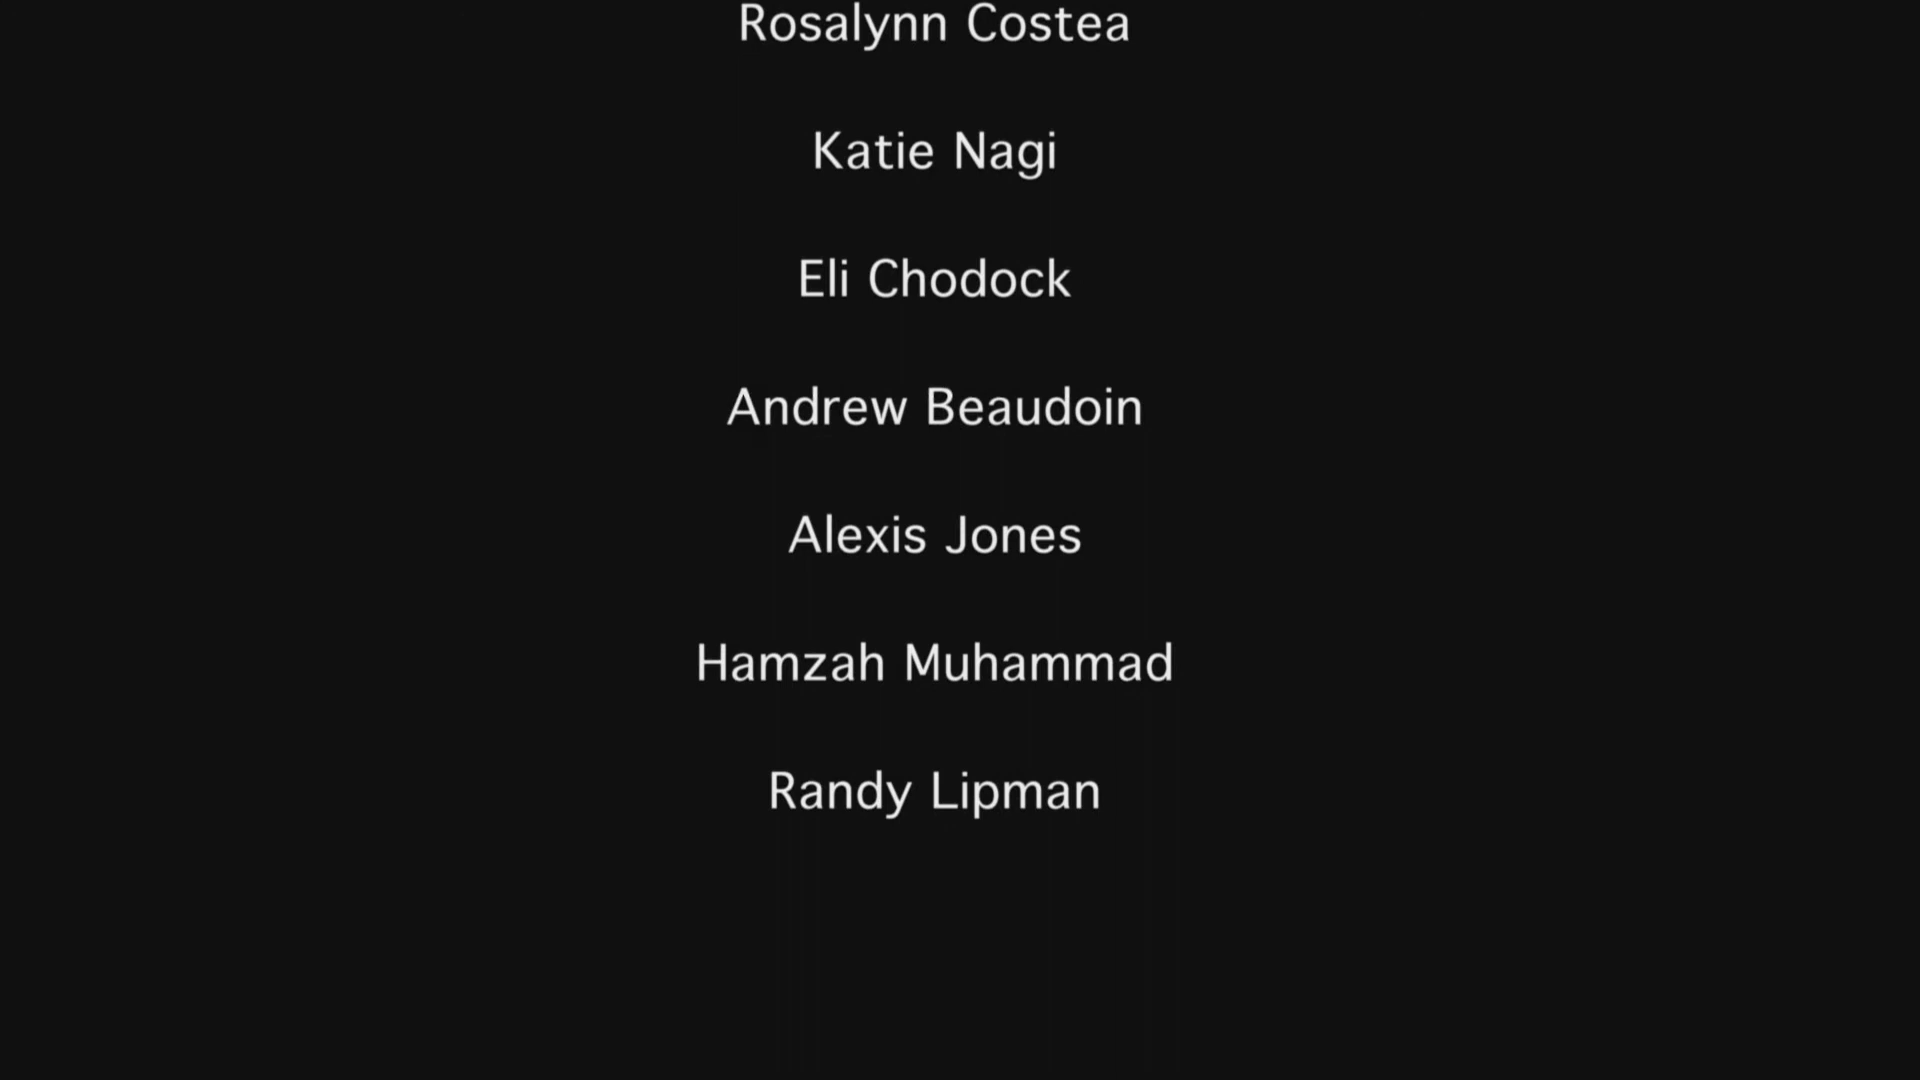 Rosalynn Costea
Katie Nagi
Eli Chodock
Andrew Beaudoin
Alexis Jones
Hamzah Muhammad
Randy Lipman